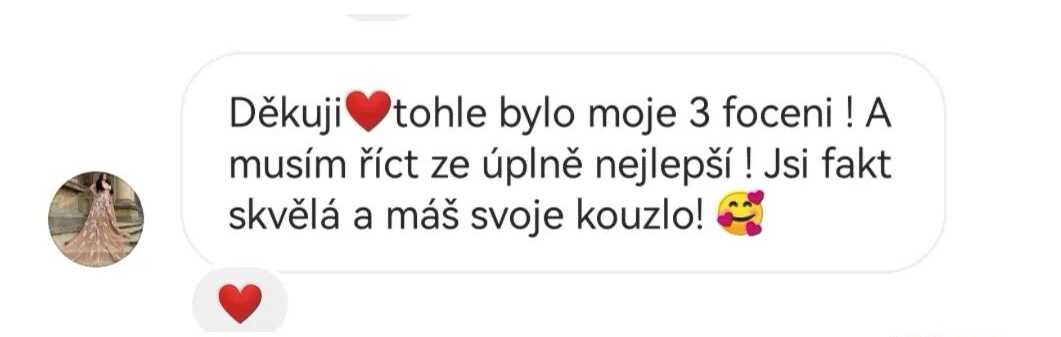 Děkuji❤️tohle bylo moje 3 foceni ! A
musím říct ze úplně nejlepší ! Jsi fakt
skvělá a máš svoje kouzlo! 🥰
❤️